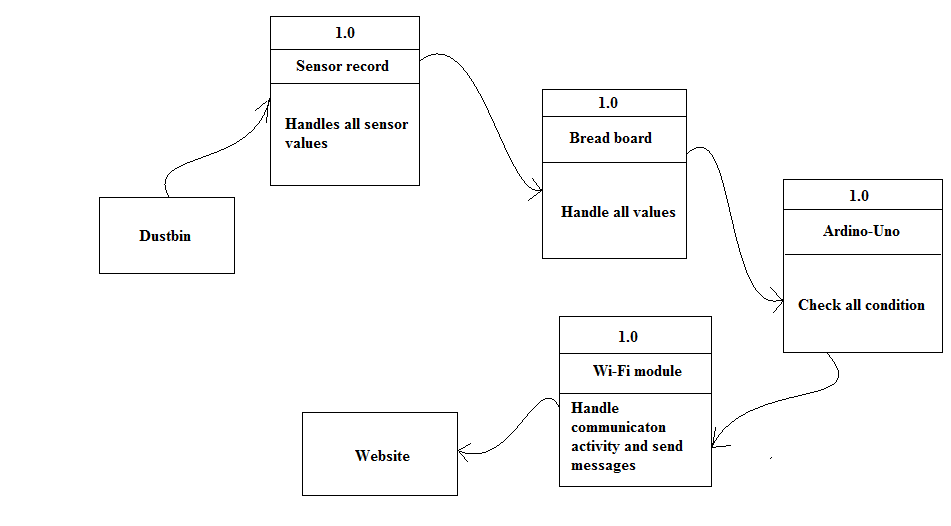 1.0
Sensor record
Handles all sensor
values
Dustbin
1.0
Bread board
Handle all values
1.0
Ardino-Uno
Check all condition
1.0
Wi-Fi module
Handle
communicaton
activity and send
messages
Website